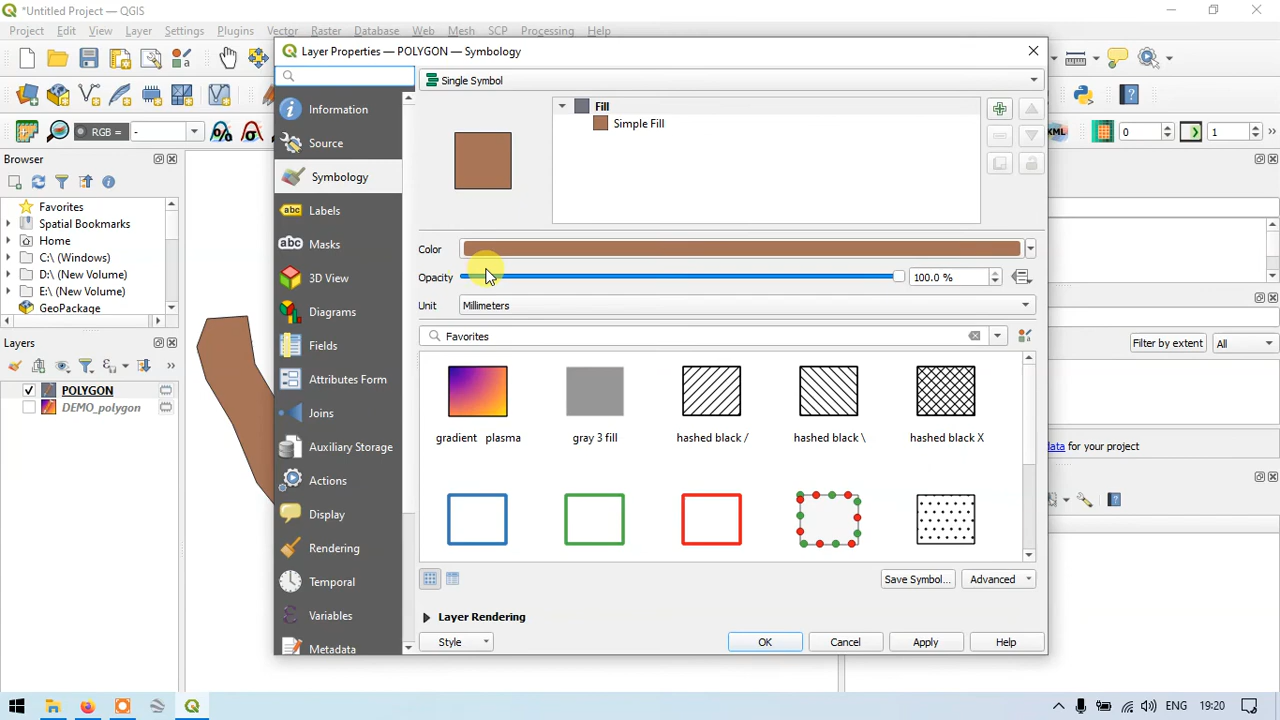 *Untitled Project — QGIS
Project Edit View Layer Settings Plugins Vector Raster Database Web Mesh SCP Processing Help
Layer Properties — POLYGON — Symbology
Single Symbol
Information
Source
Symbology
Labels
Masks
3D View
Diagrams
Fields
Attributes Form
Joins
Auxiliary Storage
Actions
Display
Rendering
Temporal
Variables
Metadata
Fill
Simple Fill
Color
Opacity 100.0 %
Unit Millimeters
Favorites
gradient plasma
gray 3 fill
hashed black /
hashed black \
hashed black X
Save Symbol...
Advanced
Layer Rendering
Style
OK
Cancel
Apply
Help
RGB =
-
0
1
XML
Browser
Favorites
Spatial Bookmarks
Home
C:\ (Windows)
D:\ (New Volume)
E:\ (New Volume)
GeoPackage
Layers
POLYGON
DEMO_polygon
Filter by extent
All
data for your project
ENG
19:20